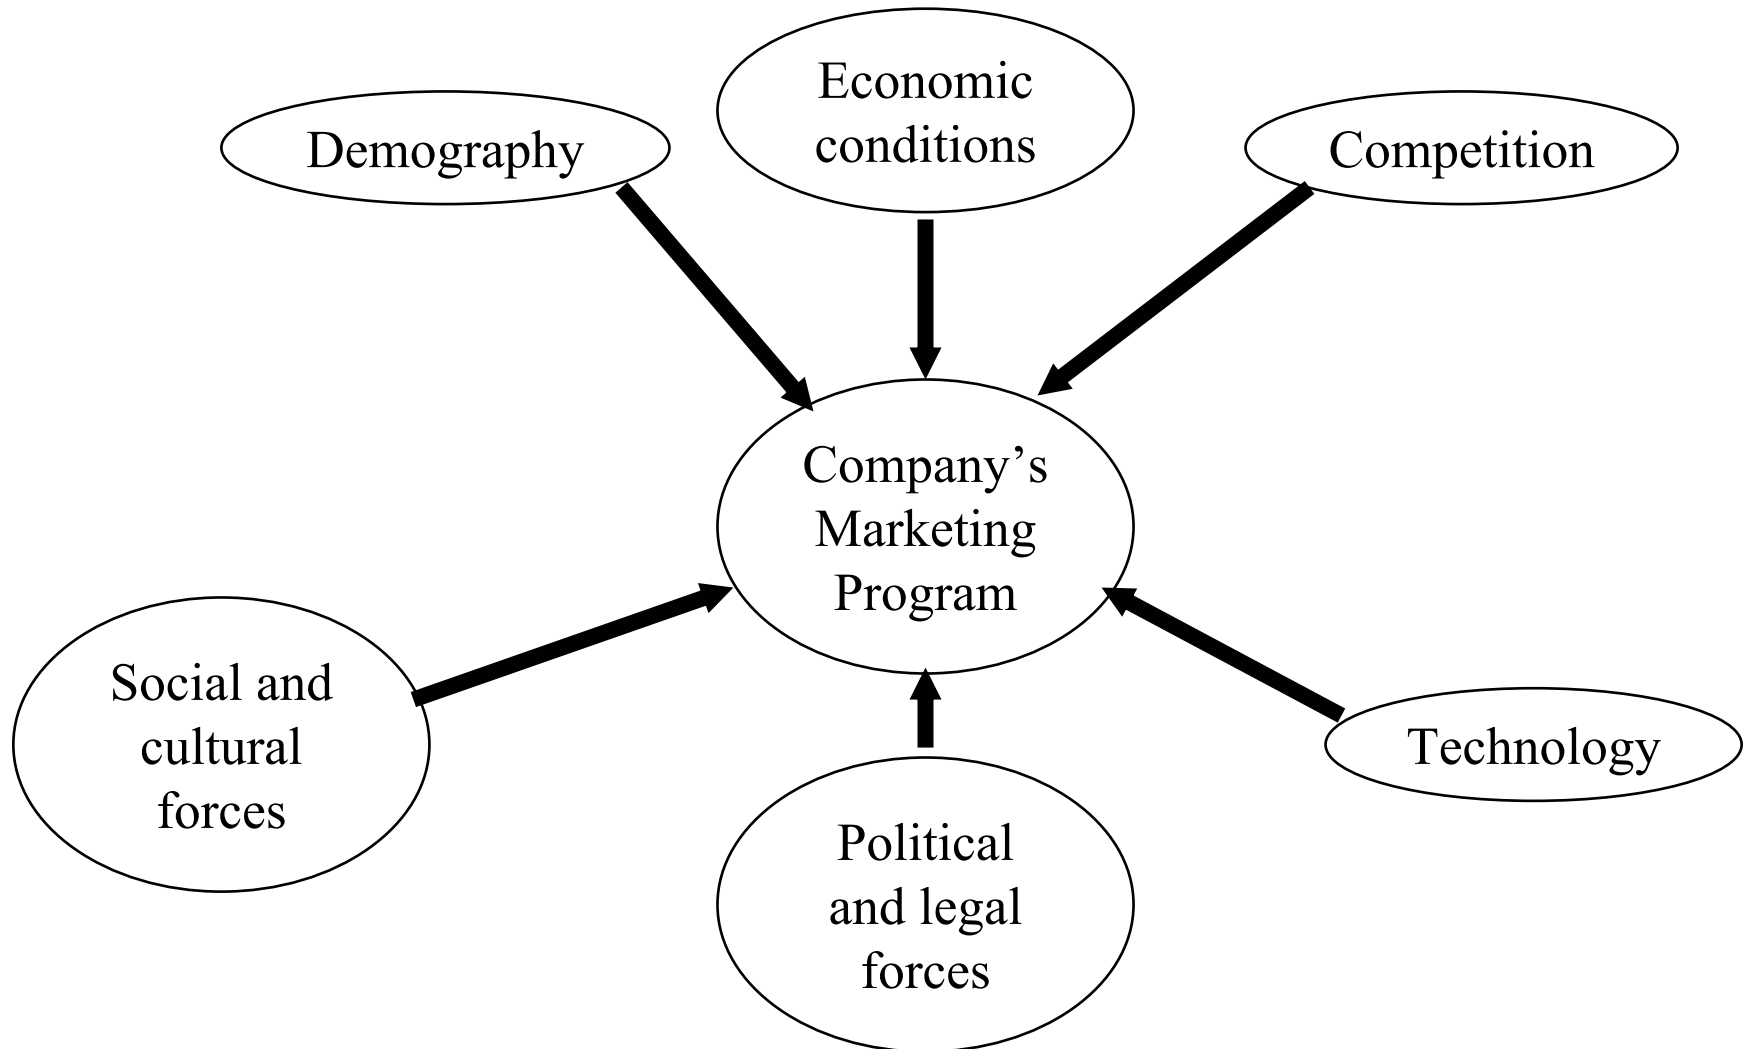 Economic
conditions
Demography
Competition
Company’s
Marketing
Program
Social and
cultural
forces
Technology
Political
and legal
forces